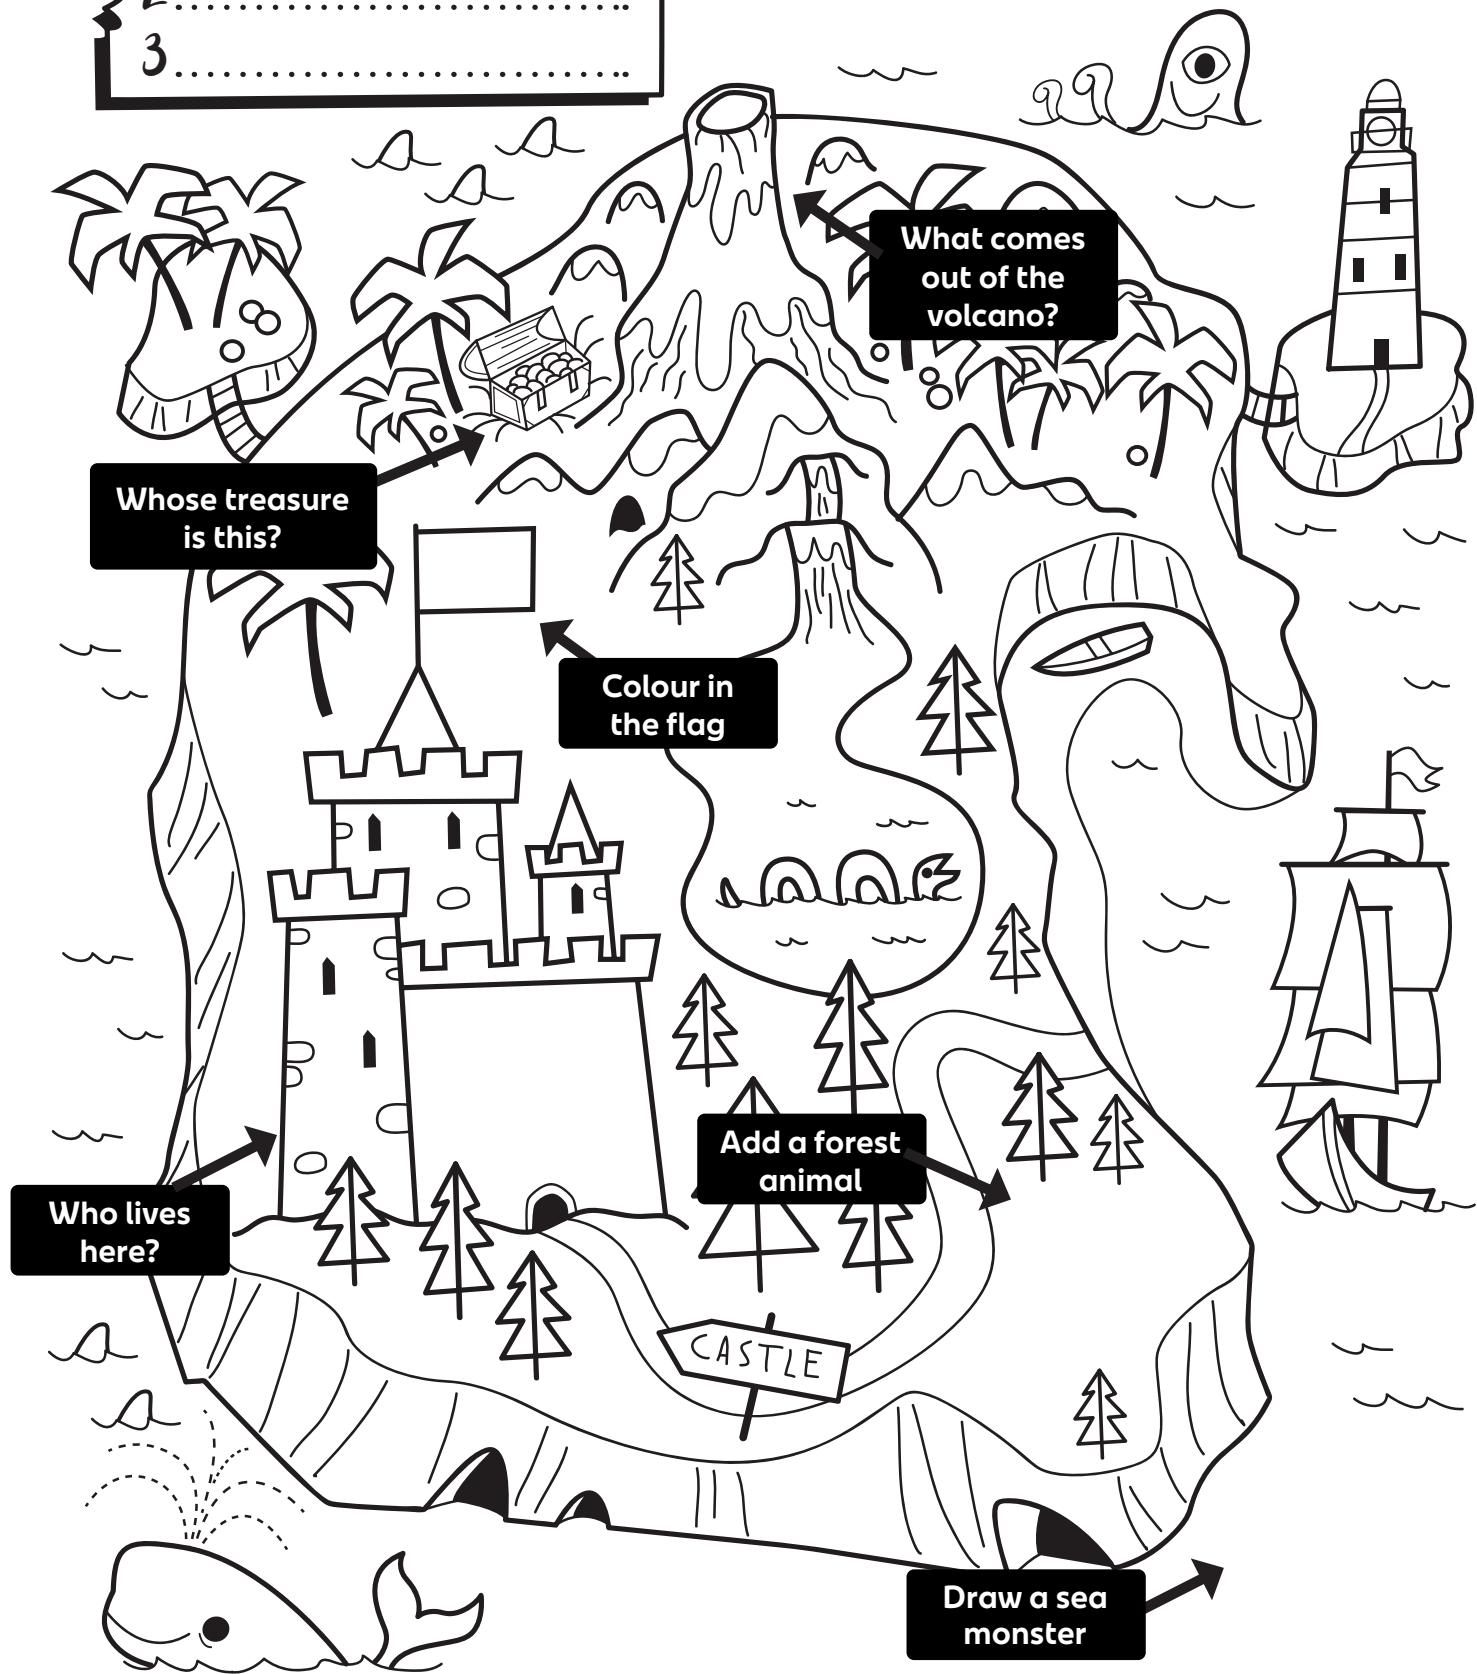 3
What comes
out of the
volcano?
Whose treasure
is this?
Colour in
the flag
Add a forest
animal
Who lives
here?
CASTLE
Draw a sea
monster